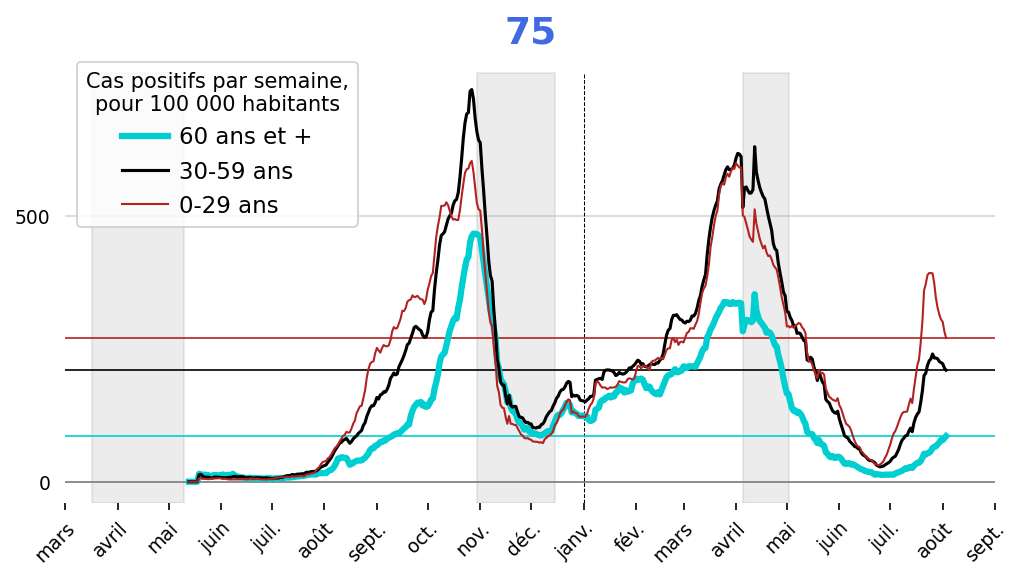 75
Cas positifs par semaine,
pour 100 000 habitants
60 ans et +
30-59 ans
0-29 ans
500
0
mars
avril
mai
juin
juil.
août
sept.
oct.
nov.
déc.
janv.
fév.
mars
avril
mai
juin
juil.
août
sept.